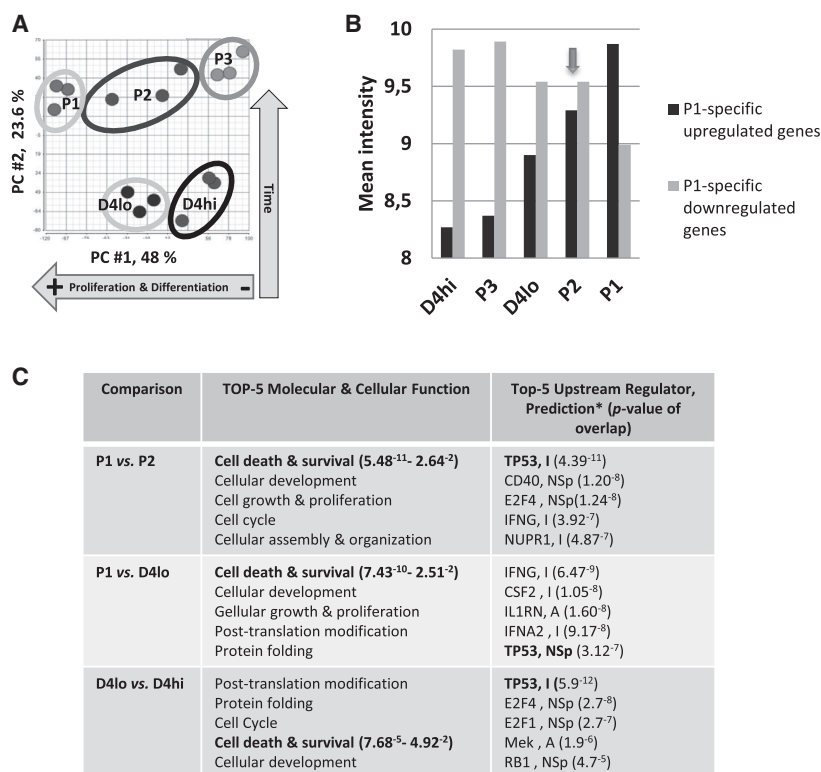 A
PC #2, 23.6 %
70
P1
P2
P3
D4lo
D4hi
Time
PC #1, 48 %
+ Proliferation & Differentiation -
B
Mean intensity
10
9,5
9
8,5
8
D4hi
P3
D4lo
P2
P1
P1-specific
upregulated genes
P1-specific
downregulated
genes
C
Comparison
TOP-5 Molecular & Cellular Function
Top-5 Upstream Regulator,
Prediction* (p-value of
overlap)
P1 vs. P2
Cell death & survival (5.48-11- 2.64-2)
Cellular development
Cell growth & proliferation
Cell cycle
Cellular assembly & organization
TP53, I (4.39-11)
CD40, NSp (1.20-8)
E2F4 , NSp(1.24-8)
IFNG, I (3.92-7)
NUPR1, I (4.87-7)
P1 vs. D4lo
Cell death & survival (7.43-10- 2.51-2)
Cellular development
Gellular growth & proliferation
Post-translation modification
Protein folding
IFNG, I (6.47-9)
CSF2 , I (1.05-8)
IL1RN, A (1.60-8)
IFNA2 , I (9.17-8)
TP53, NSp (3.12-7)
D4lo vs. D4hi
Post-translation modification
Protein folding
Cell Cycle
Cell death & survival (7.68-5- 4.92-2)
Cellular development
TP53, I (5.9-12)
E2F4 , NSp (2.7-8)
E2F1 , NSp (2.7-7)
Mek , A (1.9-6)
RB1 , NSp (4.7-5)